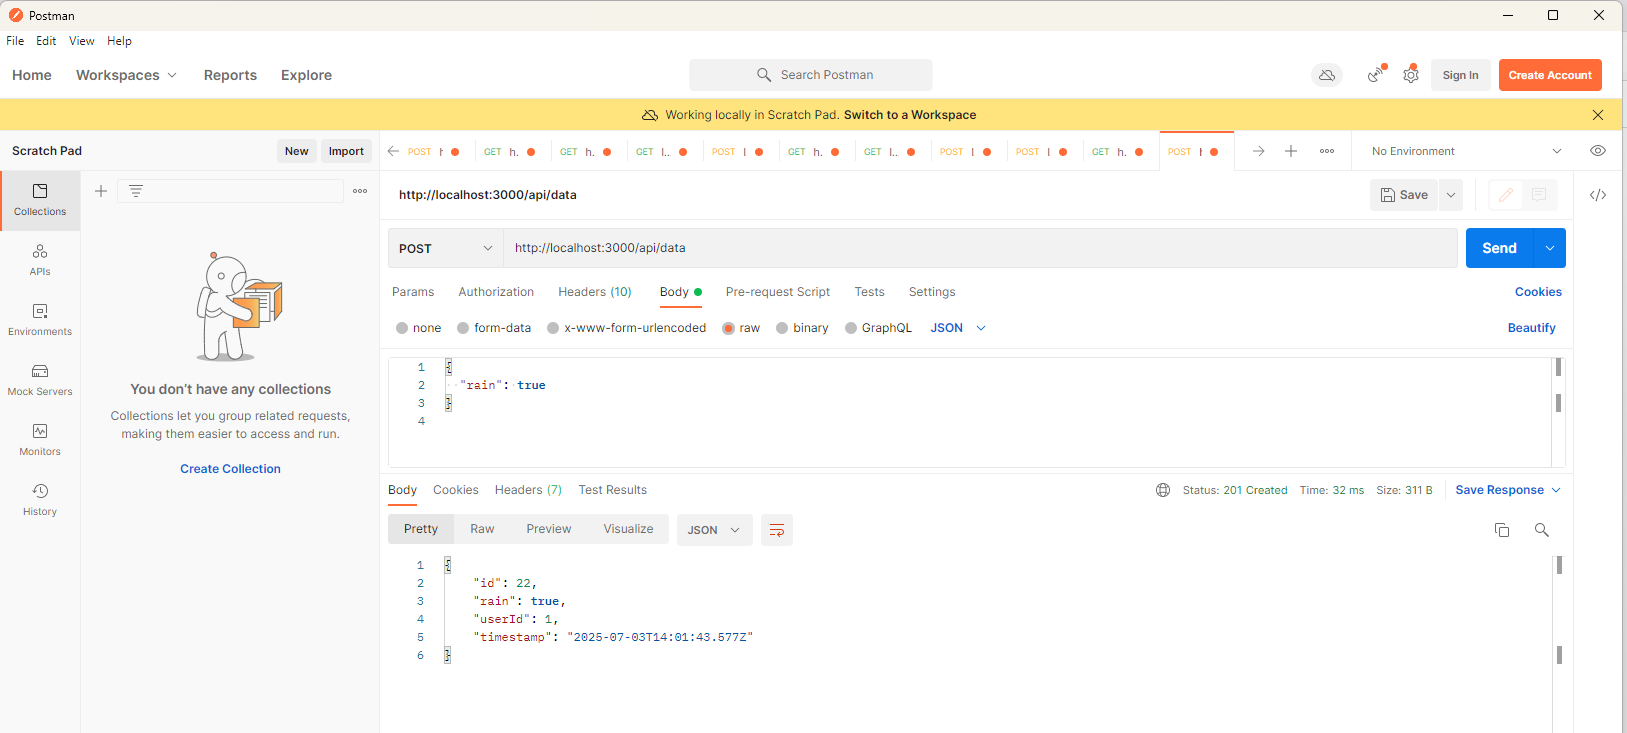 Postman
File Edit View Help
Home Workspaces Reports Explore Search Postman Sign In Create Account
Working locally in Scratch Pad. Switch to a Workspace
Scratch Pad New Import
POST GET h. GET h. GET l.. POST l GET h. GET l.. POST l POST l GET h. POST No Environment
Collections
APIs
Environments
Mock Servers
Monitors
History
You don't have any collections
Collections let you group related requests,
making them easier to access and run.
Create Collection
http://localhost:3000/api/data Save
POST http://localhost:3000/api/data Send
Params Authorization Headers (10) Body Pre-request Script Tests Settings Cookies
none form-data x-www-form-urlencoded raw binary GraphQL JSON Beautify
1 {
2 "rain": true
3 }
4
Body Cookies Headers (7) Test Results Status: 201 Created Time: 32 ms Size: 311 B Save Response
Pretty Raw Preview Visualize JSON
1 {
2 "id": 22,
3 "rain": true,
4 "userId": 1,
5 "timestamp": "2025-07-03T14:01:43.577Z"
6 }